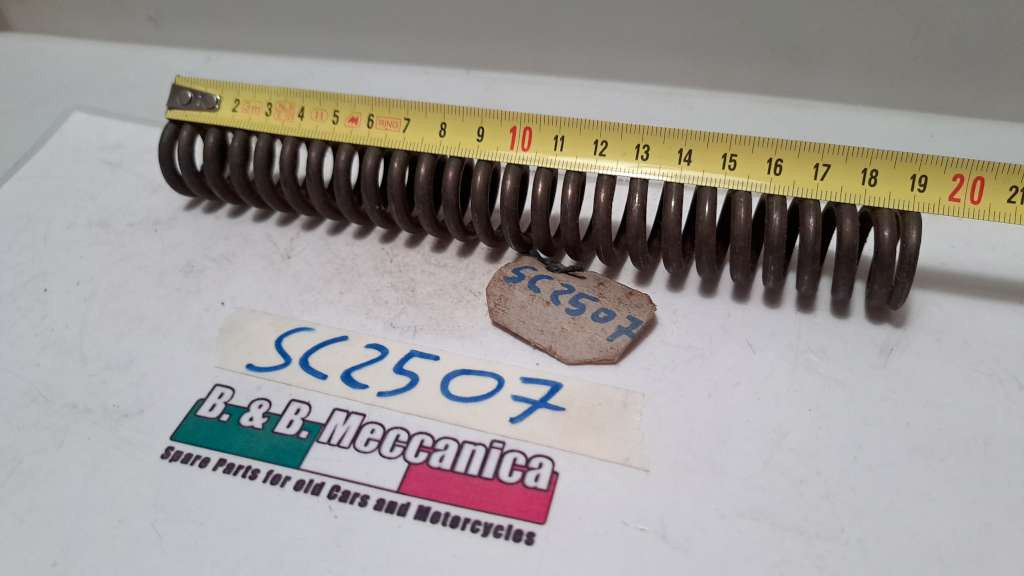 2 3 4 5 6 7 8 9 10 11 12 13 14 15 16 17 18 19 20 21
SC2507
SC2507
B. & B. Meccanica
Spare Parts for old Cars and Motorcycles